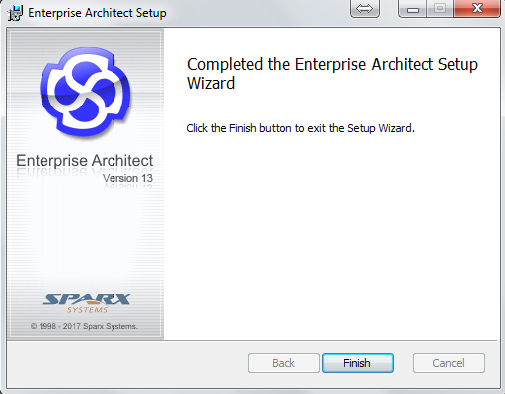 Enterprise Architect Setup
Completed the Enterprise Architect Setup
Wizard
Click the Finish button to exit the Setup Wizard.
Enterprise Architect
Version 13
SPARX
SYSTEMS
© 1998 - 2017 Sparx Systems.
Back
Finish
Cancel